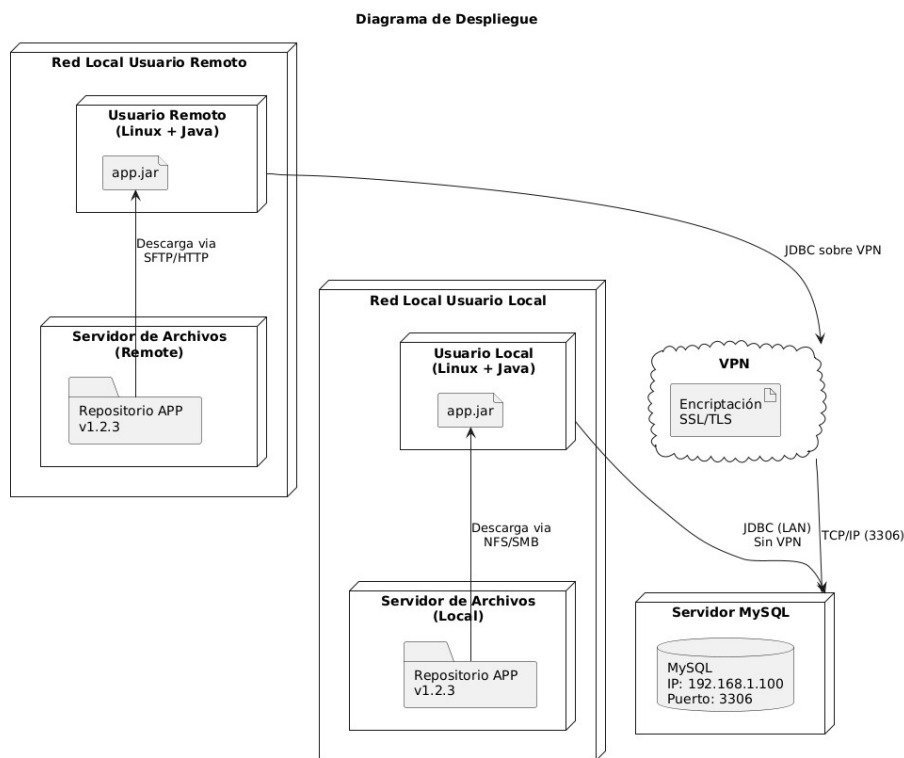 Diagrama de Despliegue
Red Local Usuario Remoto
Usuario Remoto
(Linux + Java)
app.jar
Descarga via
SFTP/HTTP
Servidor de Archivos
(Remote)
Repositorio APP
v1.2.3
JDBC sobre VPN
Red Local Usuario Local
Usuario Local
(Linux + Java)
app.jar
Descarga via
NFS/SMB
Servidor de Archivos
(Local)
Repositorio APP
v1.2.3
VPN
Encriptación
SSL/TLS
JDBC (LAN)
Sin VPN
TCP/IP (3306)
Servidor MySQL
MySQL
IP: 192.168.1.100
Puerto: 3306